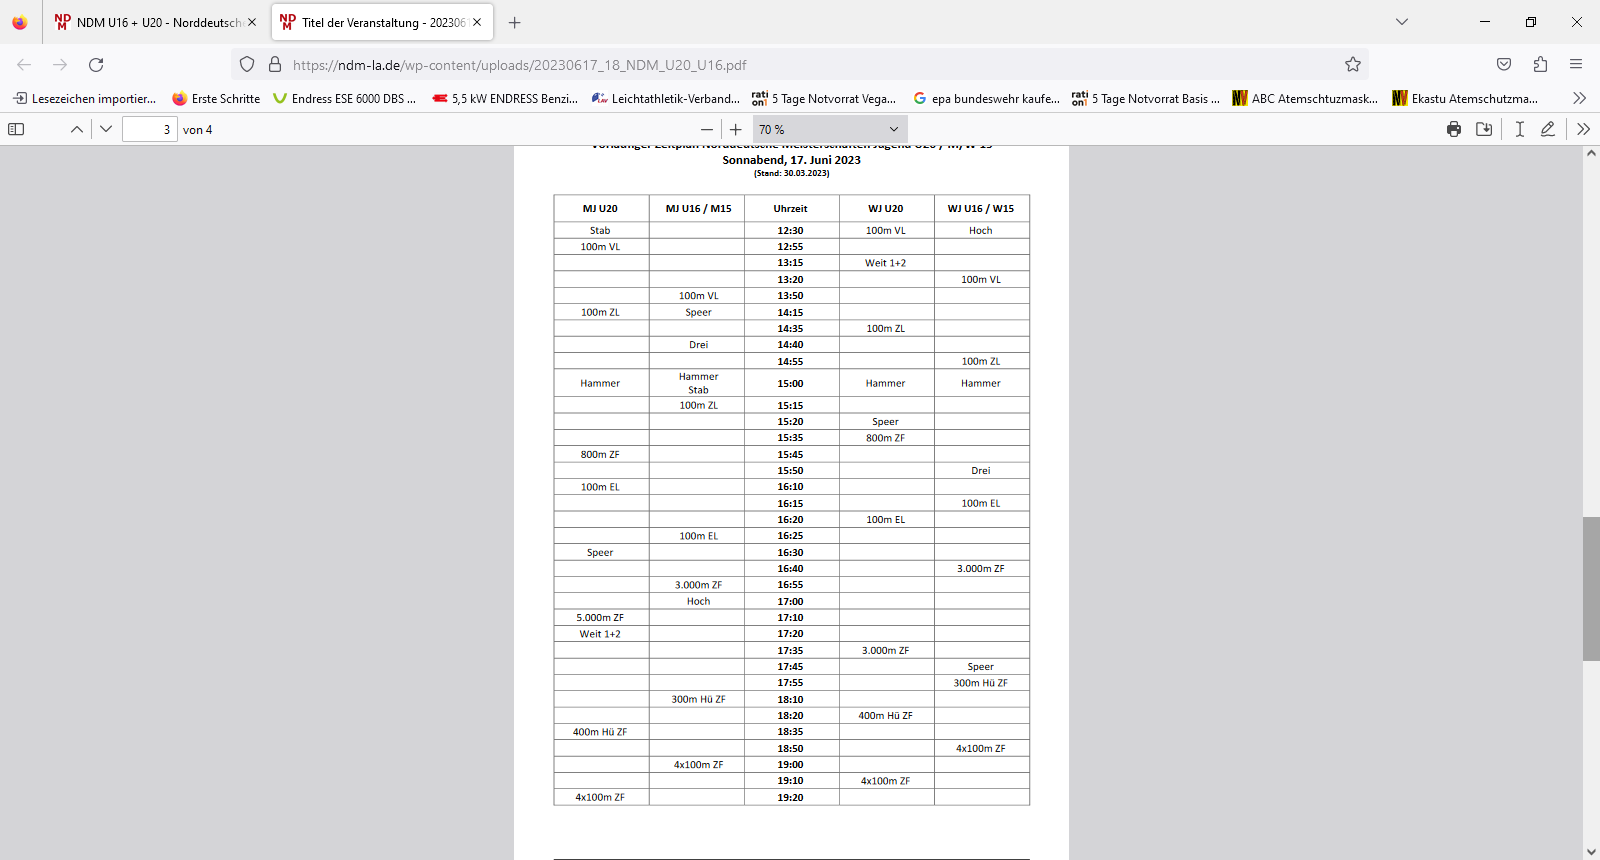 NDM U16 + U20 - Norddeutsch
Titel der Veranstaltung - 202306
https://ndm-la.de/wp-content/uploads/20230617_18_NDM_U20_U16.pdf
Lesezeichen importier... Erste Schritte Endress ESE 6000 DBS ... 5,5 kW ENDRESS Benzi... Leichtathletik-Verband... 5 Tage Notvorrat Vega... epa bundeswehr kaufe... 5 Tage Notvorrat Basis ... ABC Atemschtuzmask... Ekastu Atemschutzma...
3 von 4 70 %
Sonnabend, 17. Juni 2023
(Stand: 30.03.2023)
MJ U20 MJ U16 / M15 Uhrzeit WJ U20 WJ U16 / W15
Stab 12:30 100m VL Hoch
100m VL 12:55
13:15 Weit 1+2
13:20 100m VL
100m VL 13:50
100m ZL Speer 14:15
14:35 100m ZL
Drei 14:40
14:55 100m ZL
Hammer Hammer 15:00 Hammer Hammer
Stab
100m ZL 15:15
15:20 Speer
15:35 800m ZF
800m ZF 15:45
15:50 Drei
100m EL 16:10
16:15 100m EL
16:20 100m EL
100m EL 16:25
Speer 16:30
16:40 3.000m ZF
3.000m ZF 16:55
Hoch 17:00
5.000m ZF 17:10
Weit 1+2 17:20
17:35 3.000m ZF
17:45 Speer
17:55 300m Hü ZF
300m Hü ZF 18:10
18:20 400m Hü ZF
400m Hü ZF 18:35
18:50 4x100m ZF
4x100m ZF 19:00
19:10 4x100m ZF
4x100m ZF 19:20